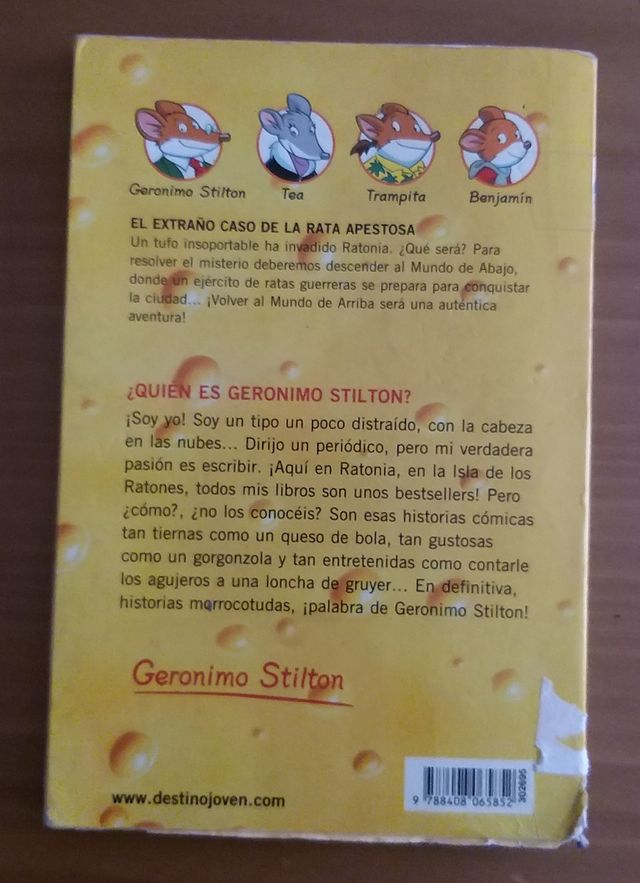 Geronimo Stilton
Tea
Trampita
Benjamín
EL EXTRAÑO CASO DE LA RATA APESTOSA
Un tufo insoportable ha invadido Ratonia. ¿Qué será? Para
resolver el misterio deberemos descender al Mundo de Abajo,
donde un ejército de ratas guerreras se prepara para conquistar
la ciudad... ¡Volver al Mundo de Arriba será una auténtica
aventura!
¿QUIÉN ES GERONIMO STILTON?
¡Soy yo! Soy un tipo un poco distraído, con la cabeza
en las nubes... Dirijo un periódico, pero mi verdadera
pasión es escribir. ¡Aquí en Ratonia, en la Isla de los
Ratones, todos mis libros son unos bestsellers! Pero
¿cómo?, ¿no los conocéis? Son esas historias cómicas
tan tiernas como un queso de bola, tan gustosas
como un gorgonzola y tan entretenidas como contarle
los agujeros a una loncha de gruyer... En definitiva,
historias morrocotudas, ¡palabra de Geronimo Stilton!
Geronimo Stilton
www.destinojoven.com
9 788408 065852
302695